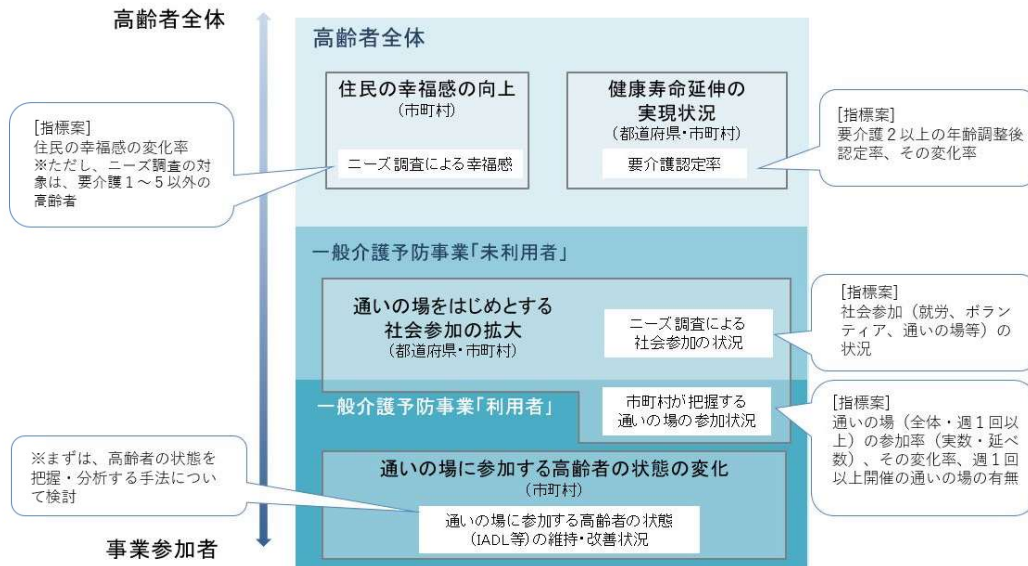 高齢者全体
高齢者全体
住民の幸福感の向上
(市町村)
ニーズ調査による幸福感
健康寿命延伸の
実現状況
(都道府県・市町村)
要介護認定率
[指標案]
住民の幸福感の変化率
※ただし、ニーズ調査の対
象は、要介護1~5以外の
高齢者
[指標案]
要介護2以上の年齢調整後
認定率、その変化率
一般介護予防事業「未利用者」
通いの場をはじめとする
社会参加の拡大
(都道府県・市町村)
ニーズ調査による
社会参加の状況
[指標案]
社会参加(就労、ボラン
ティア、通いの場等)の
状況
一般介護予防事業「利用者」
市町村が把握する
通いの場の参加状況
[指標案]
通いの場(全体・週1回以
上)の参加率(実数・延べ
数)、その変化率、週1回
以上開催の通いの場の有無
※まずは、高齢者の状態を
把握・分析する手法につい
て検討
通いの場に参加する高齢者の状態の変化
(市町村)
通いの場に参加する高齢者の状態
(IADL等)の維持・改善状況
事業参加者